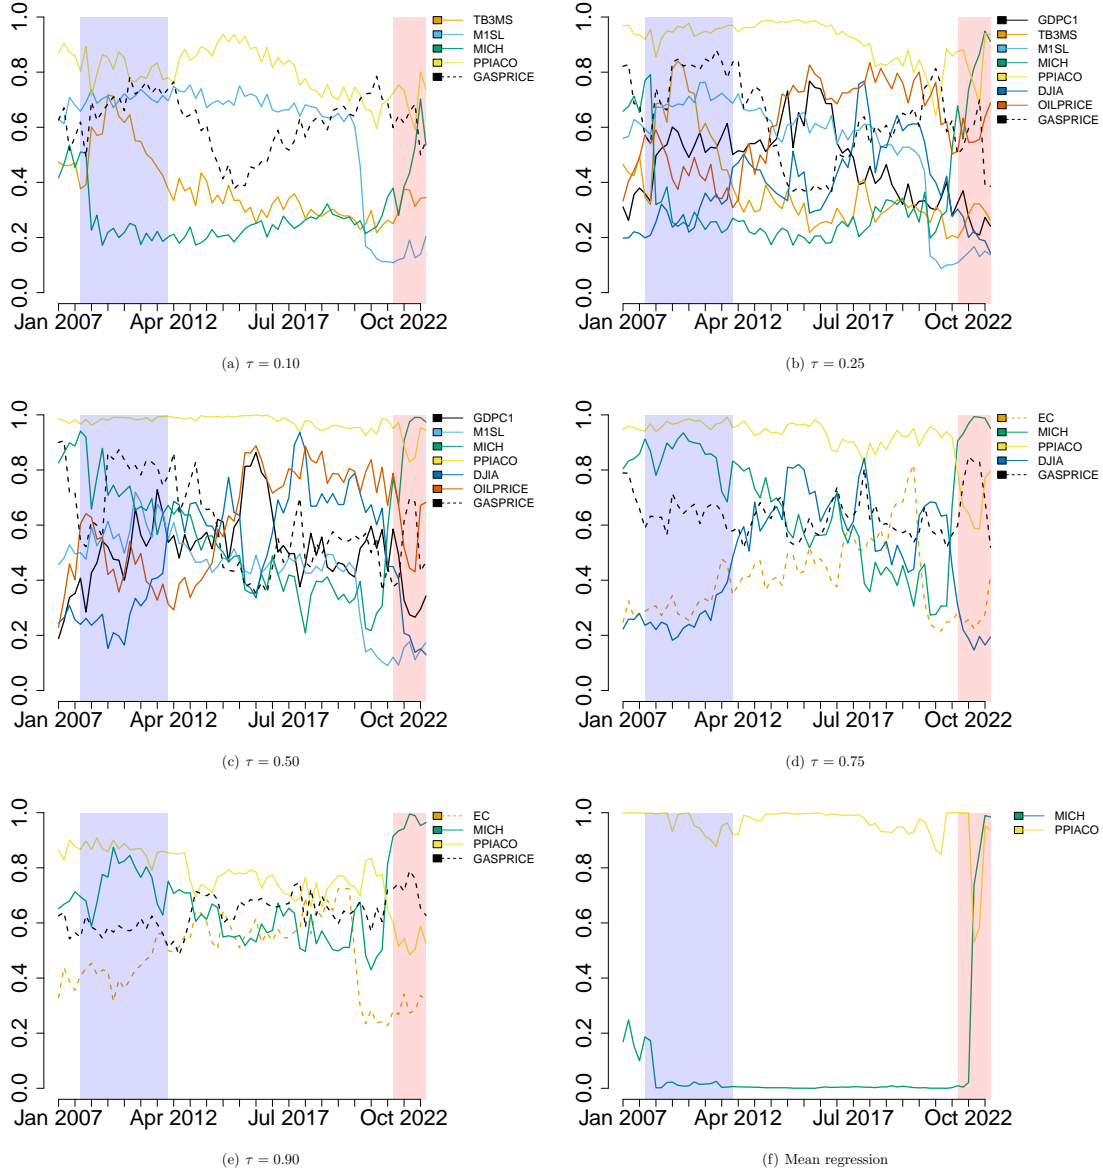 0.0 0.2 0.4 0.6 0.8 1.0
TB3MS
M1SL
MICH
PPIACO
GASPRICE
Jan 2007 Apr 2012 Jul 2017 Oct 2022
(a) τ = 0.10
0.0 0.2 0.4 0.6 0.8 1.0
GDPC1
TB3MS
M1SL
MICH
PPIACO
DJIA
OILPRICE
GASPRICE
Jan 2007 Apr 2012 Jul 2017 Oct 2022
(b) τ = 0.25
0.0 0.2 0.4 0.6 0.8 1.0
GDPC1
M1SL
MICH
PPIACO
DJIA
OILPRICE
GASPRICE
Jan 2007 Apr 2012 Jul 2017 Oct 2022
(c) τ = 0.50
0.0 0.2 0.4 0.6 0.8 1.0
EC
MICH
PPIACO
DJIA
GASPRICE
Jan 2007 Apr 2012 Jul 2017 Oct 2022
(d) τ = 0.75
0.0 0.2 0.4 0.6 0.8 1.0
EC
MICH
PPIACO
GASPRICE
Jan 2007 Apr 2012 Jul 2017 Oct 2022
(e) τ = 0.90
0.0 0.2 0.4 0.6 0.8 1.0
MICH
PPIACO
Jan 2007 Apr 2012 Jul 2017 Oct 2022
(f) Mean regression